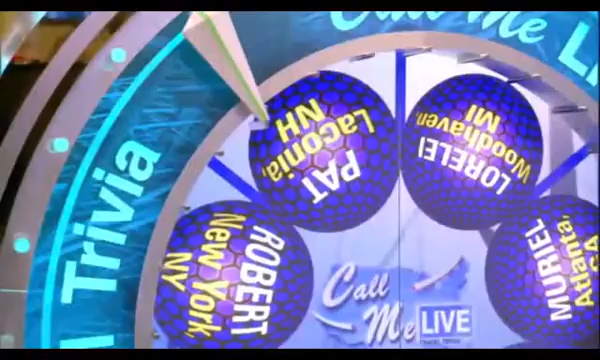 Call Me LI
Trivia
PAT
Laconia,
NH
LORELEI
Woodhaven,
MI
ROBERT
New York,
NY
MURIEL
Atlanta,
GA
Call
Me LIVE